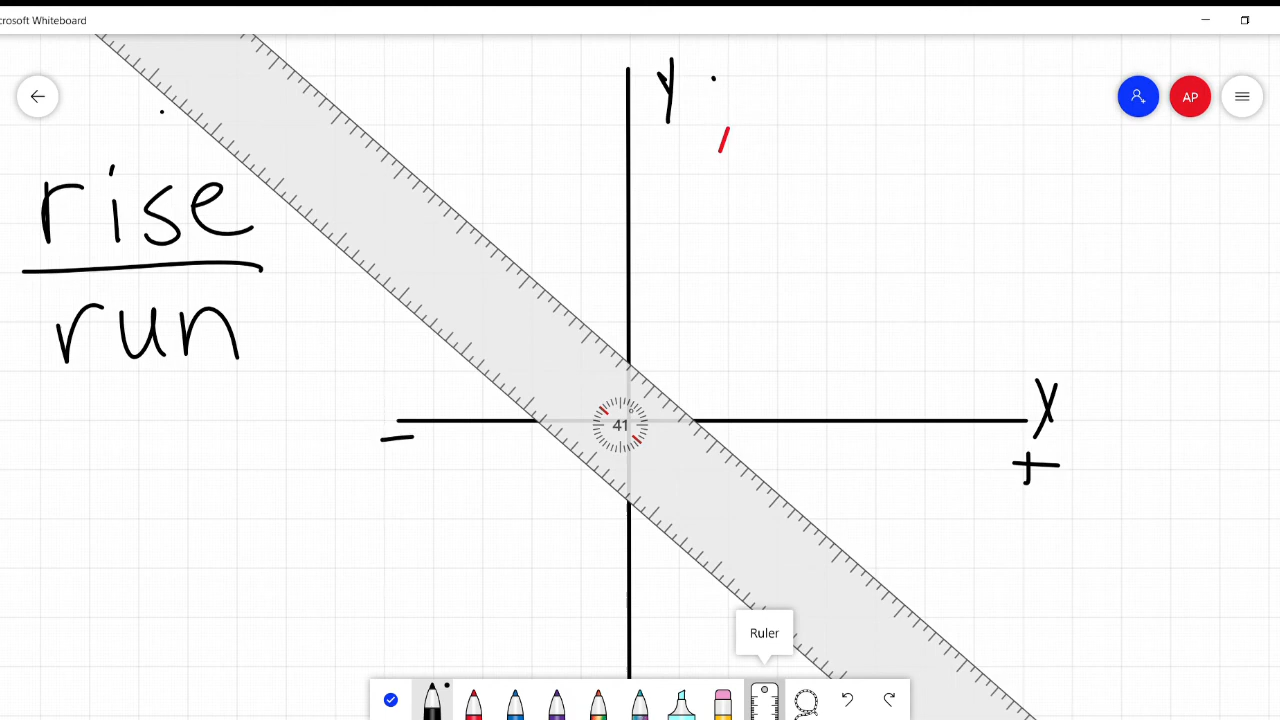 crosoft Whiteboard
y
AP
rise
run
41
X
−
+
Ruler